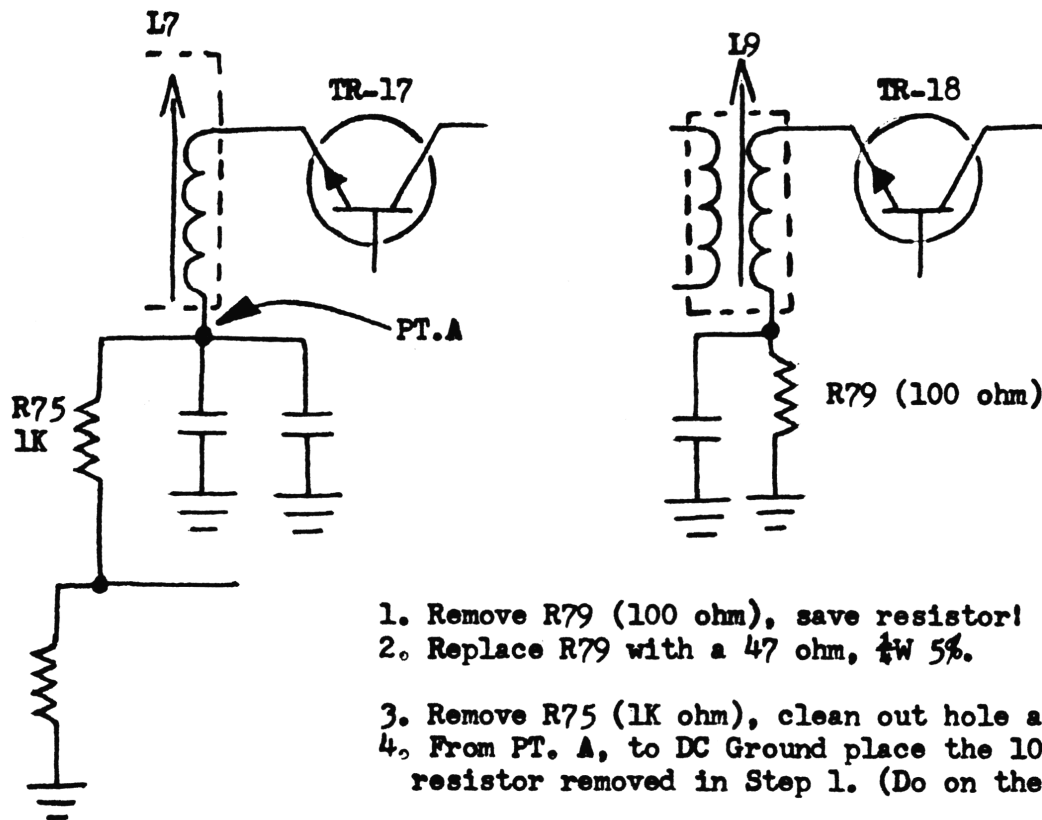 L7
L9
TR-17
TR-18
PT.A
R75
1K
R79 (100 ohm)
1. Remove R79 (100 ohm), save resistor!
2. Replace R79 with a 47 ohm, ¼W 5%.
3. Remove R75 (1K ohm), clean out hole a
4. From PT. A, to DC Ground place the 10
resistor removed in Step 1. (Do on the